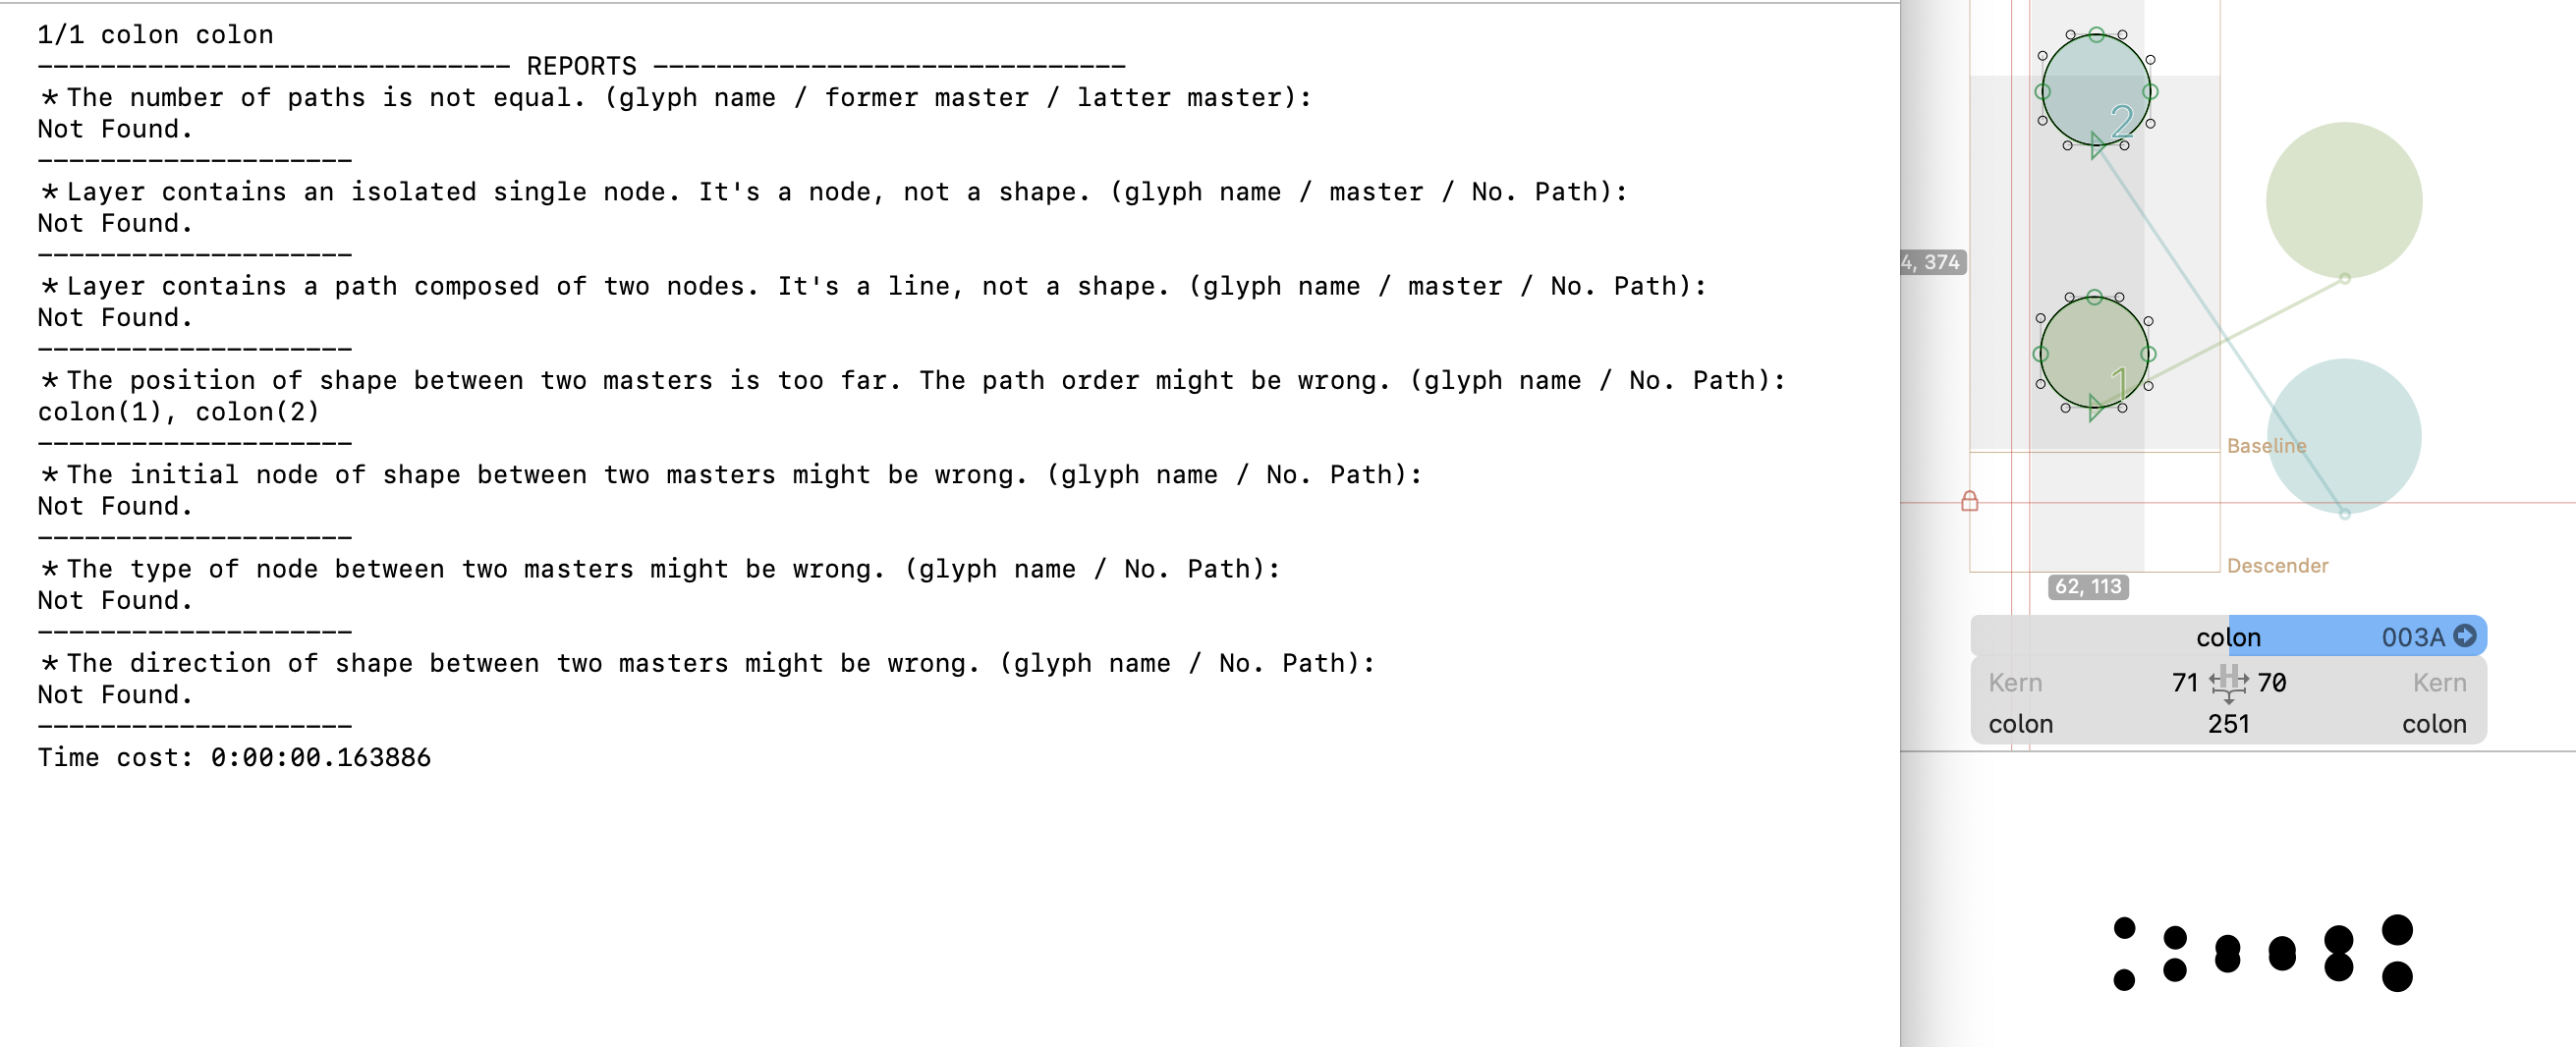 1/1 colon colon
------------------------------ REPORTS ------------------------------
* The number of paths is not equal. (glyph name / former master / latter master):
Not Found.
--------------------
* Layer contains an isolated single node. It's a node, not a shape. (glyph name / master / No. Path):
Not Found.
--------------------
* Layer contains a path composed of two nodes. It's a line, not a shape. (glyph name / master / No. Path):
Not Found.
--------------------
* The position of shape between two masters is too far. The path order might be wrong. (glyph name / No. Path):
colon(1), colon(2)
--------------------
* The initial node of shape between two masters might be wrong. (glyph name / No. Path):
Not Found.
--------------------
* The type of node between two masters might be wrong. (glyph name / No. Path):
Not Found.
--------------------
* The direction of shape between two masters might be wrong. (glyph name / No. Path):
Not Found.
--------------------
Time cost: 0:00:00.163886
2
4, 374
1
Baseline
Descender
62, 113
colon 003A
Kern 71 70 Kern
colon 251 colon